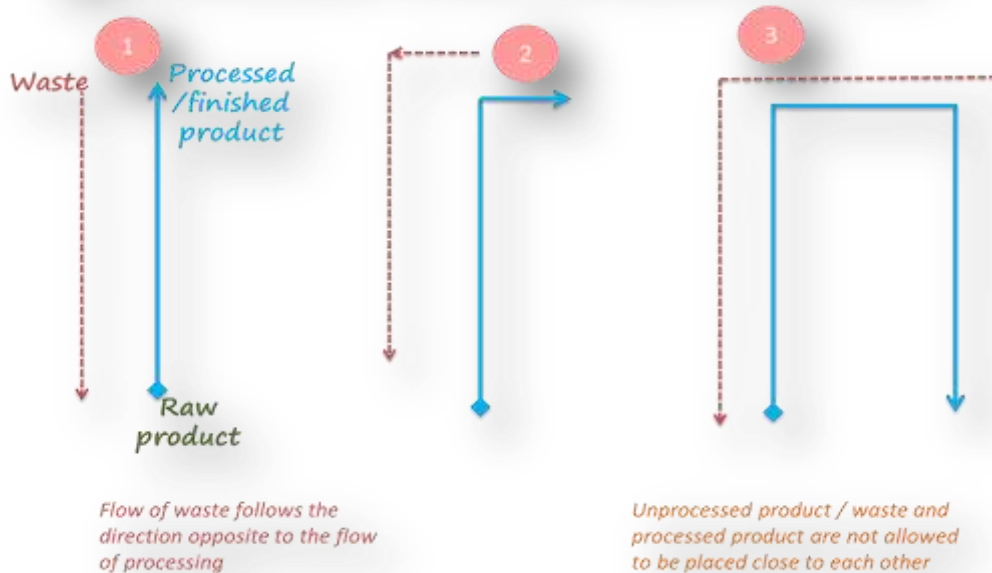 1
Waste
Processed
/finished
product
Raw
product
2
3
Flow of waste follows the
direction opposite to the flow
of processing
Unprocessed product / waste and
processed product are not allowed
to be placed close to each other